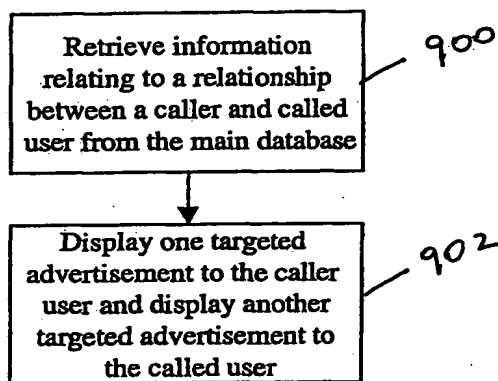 Retrieve information
relating to a relationship
between a caller and called
user from the main database
900
Display one targeted
advertisement to the caller
user and display another
targeted advertisement to
the called user
902